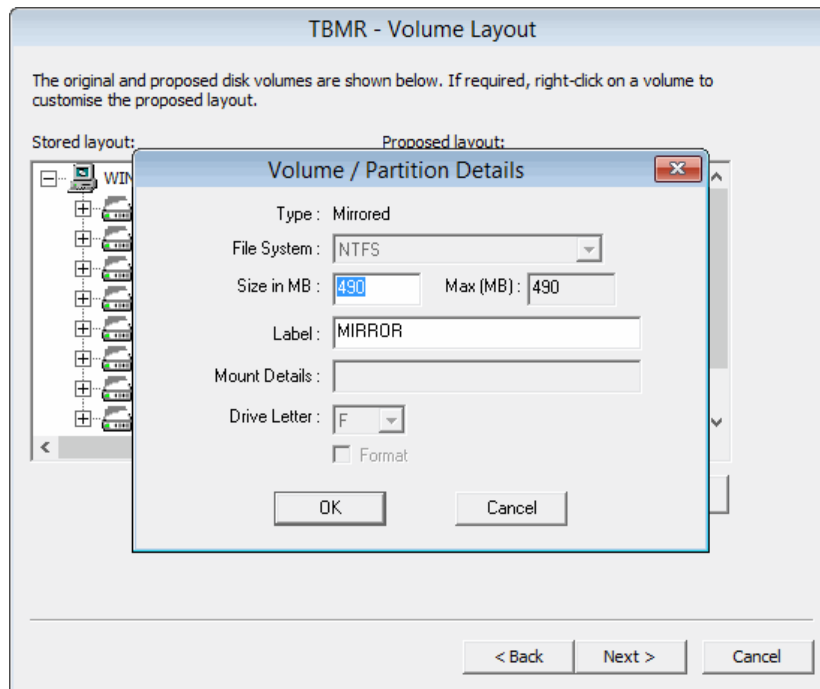 TBMR - Volume Layout
The original and proposed disk volumes are shown below. If required, right-click on a volume to
customise the proposed layout.
Stored layout: Proposed layout:
Volume / Partition Details
Type : Mirrored
File System : NTFS
Size in MB : 490 Max (MB) : 490
Label : MIRROR
Mount Details :
Drive Letter : F
Format
OK Cancel
< Back Next > Cancel